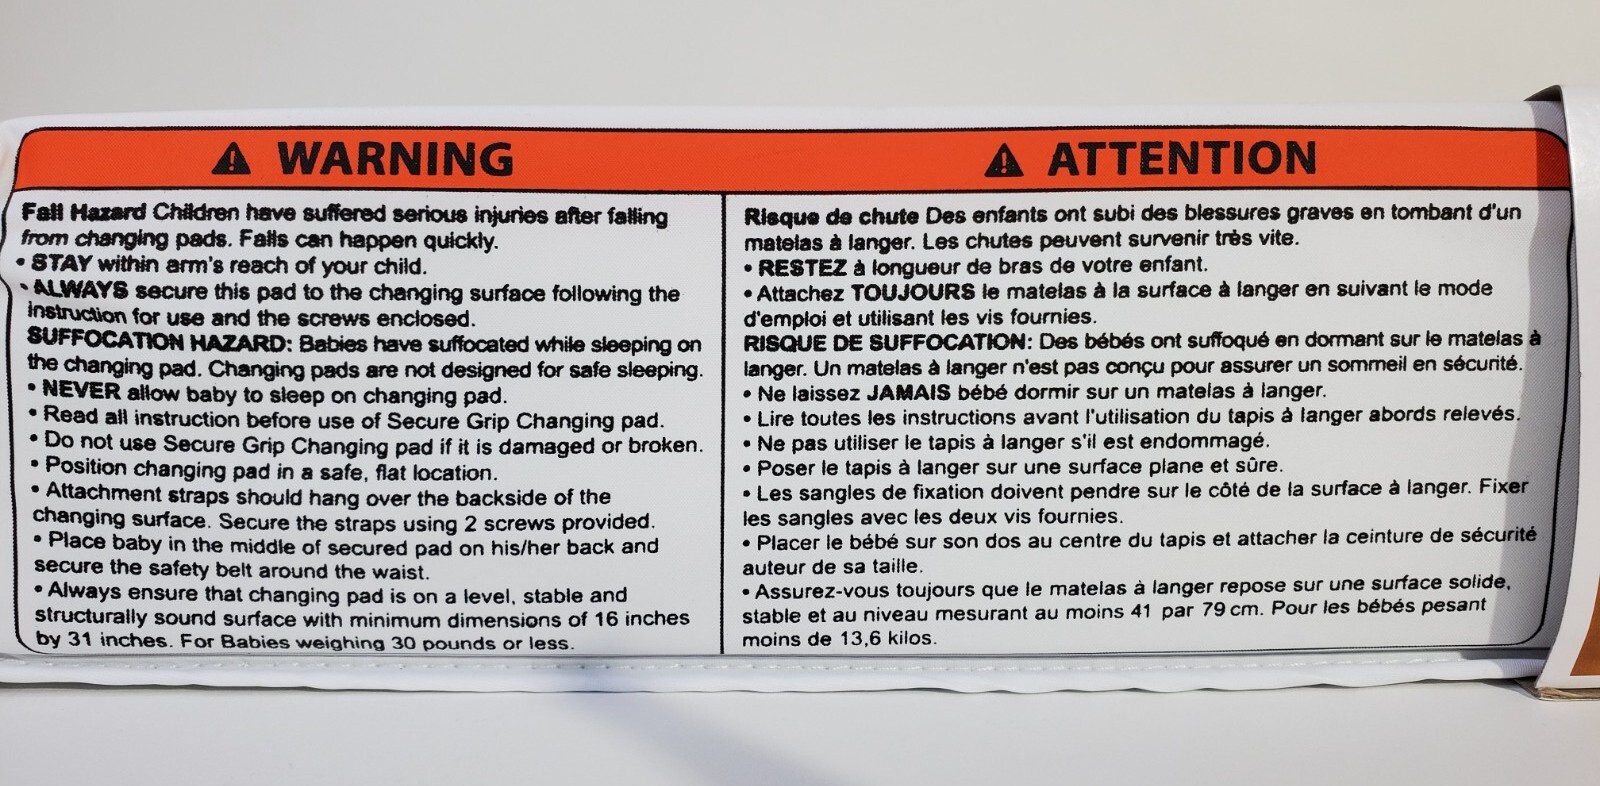 WARNING
Fall Hazard Children have suffered serious injuries after falling
from changing pads. Falls can happen quickly.
• STAY within arm's reach of your child.
• ALWAYS secure this pad to the changing surface following the
instruction for use and the screws enclosed.
SUFFOCATION HAZARD: Babies have suffocated while sleeping on
the changing pad. Changing pads are not designed for safe sleeping.
• NEVER allow baby to sleep on changing pad.
• Read all instruction before use of Secure Grip Changing pad.
• Do not use Secure Grip Changing pad if it is damaged or broken.
• Position changing pad in a safe, flat location.
• Attachment straps should hang over the backside of the
changing surface. Secure the straps using 2 screws provided.
• Place baby in the middle of secured pad on his/her back and
secure the safety belt around the waist.
• Always ensure that changing pad is on a level, stable and
structurally sound surface with minimum dimensions of 16 inches
by 31 inches. For Babies weighing 30 pounds or less.
ATTENTION
Risque de chute Des enfants ont subi des blessures graves en tombant d'un
matelas à langer. Les chutes peuvent survenir très vite.
• RESTEZ à longueur de bras de votre enfant.
• Attachez TOUJOURS le matelas à la surface à langer en suivant le mode
d'emploi et utilisant les vis fournies.
RISQUE DE SUFFOCATION: Des bébés ont suffoqué en dormant sur le matelas à
langer. Un matelas à langer n'est pas conçu pour assurer un sommeil en sécurité.
• Ne laissez JAMAIS bébé dormir sur un matelas à langer.
• Lire toutes les instructions avant l'utilisation du tapis à langer abords relevés.
• Ne pas utiliser le tapis à langer s'il est endommagé.
• Poser le tapis à langer sur une surface plane et sûre.
• Les sangles de fixation doivent pendre sur le côté de la surface à langer. Fixer
les sangles avec les deux vis fournies.
• Placer le bébé sur son dos au centre du tapis et attacher la ceinture de sécurité
auteur de sa taille.
• Assurez-vous toujours que le matelas à langer repose sur une surface solide,
stable et au niveau mesurant au moins 41 par 79 cm. Pour les bébés pesant
moins de 13,6 kilos.